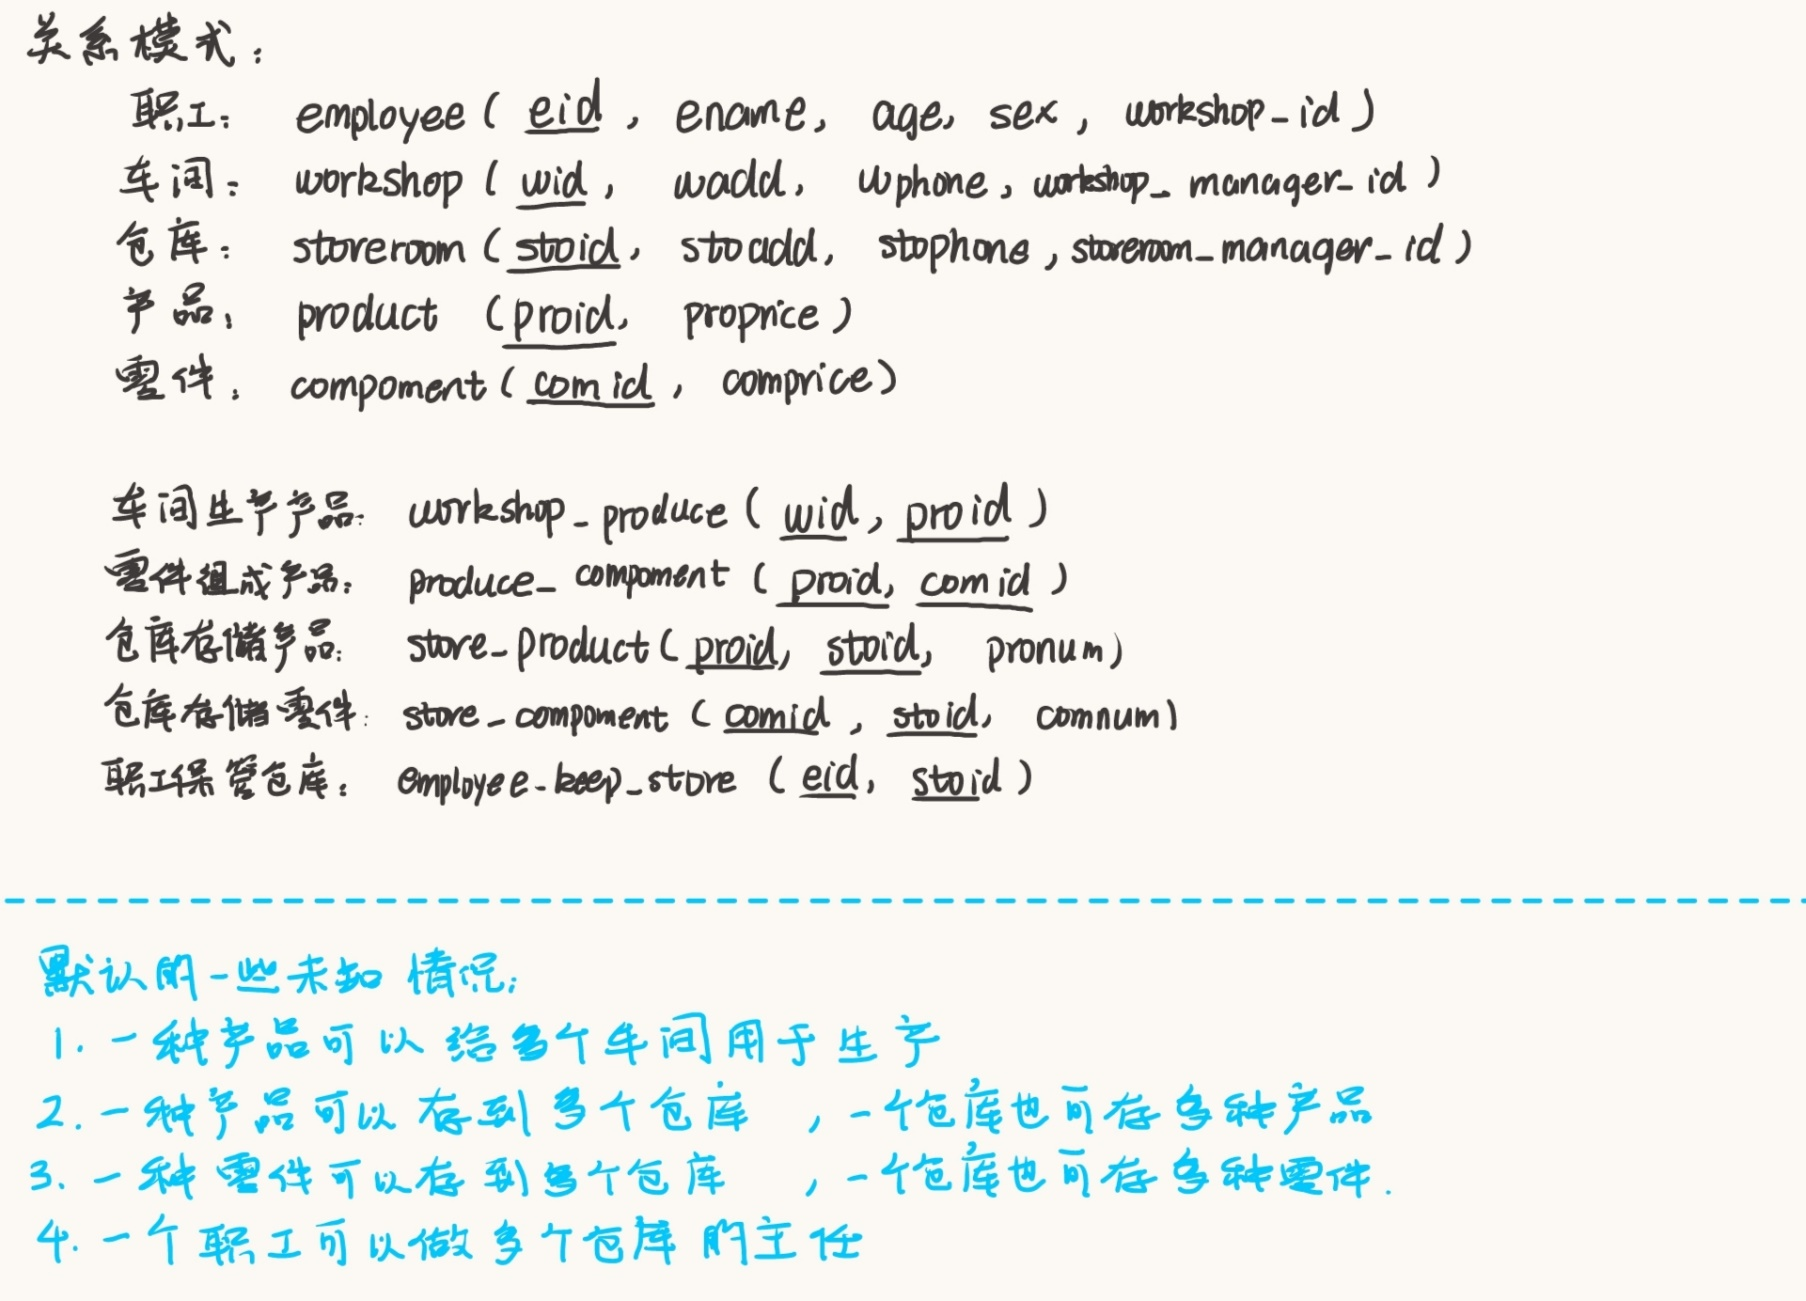 关系模式:
职工: employee ( eid , ename, age, sex , workshop_id )
车间: workshop ( wid , wadd, wphone , workshop_manager_id )
仓库: storeroom ( stoid, stoadd, stophone , storeroom_manager_id )
产品: product ( proid, proprice )
零件: compoment ( comid , comprice )
车间生产产品: workshop_produce ( wid , proid )
零件组成产品: produce_compoment ( proid, comid )
仓库存储产品: store_product ( proid, stoid, pronum )
仓库存储零件: store_compoment ( comid , stoid, comnum )
职工保管仓库: employee_keep_store ( eid, stoid )
默认的一些未知情况:
1. 一种产品可以给多个车间用于生产
2. 一种产品可以存到多个仓库 , 一个仓库也可存多种产品
3. 一种零件可以存到多个仓库 , 一个仓库也可存多种零件.
4. 一个职工可以做多个仓库的主任